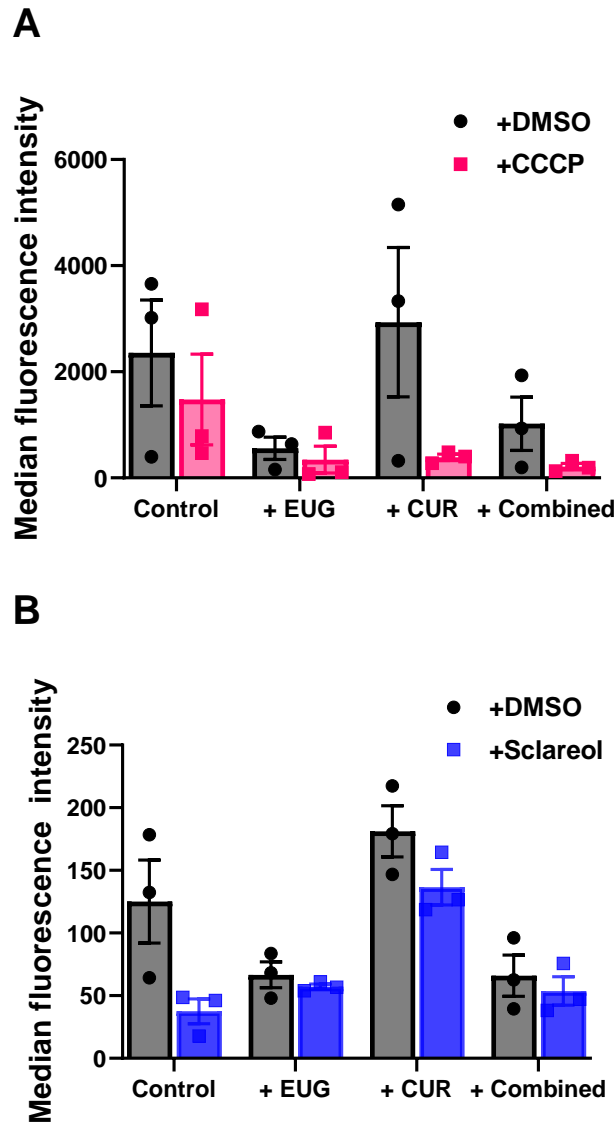 A
Median fluorescence intensity
+DMSO
+CCCP
6000
4000
2000
0
Control
+ EUG
+ CUR
+ Combined
B
Median fluorescence intensity
+DMSO
+Sclareol
250
200
150
100
50
0
Control
+ EUG
+ CUR
+ Combined